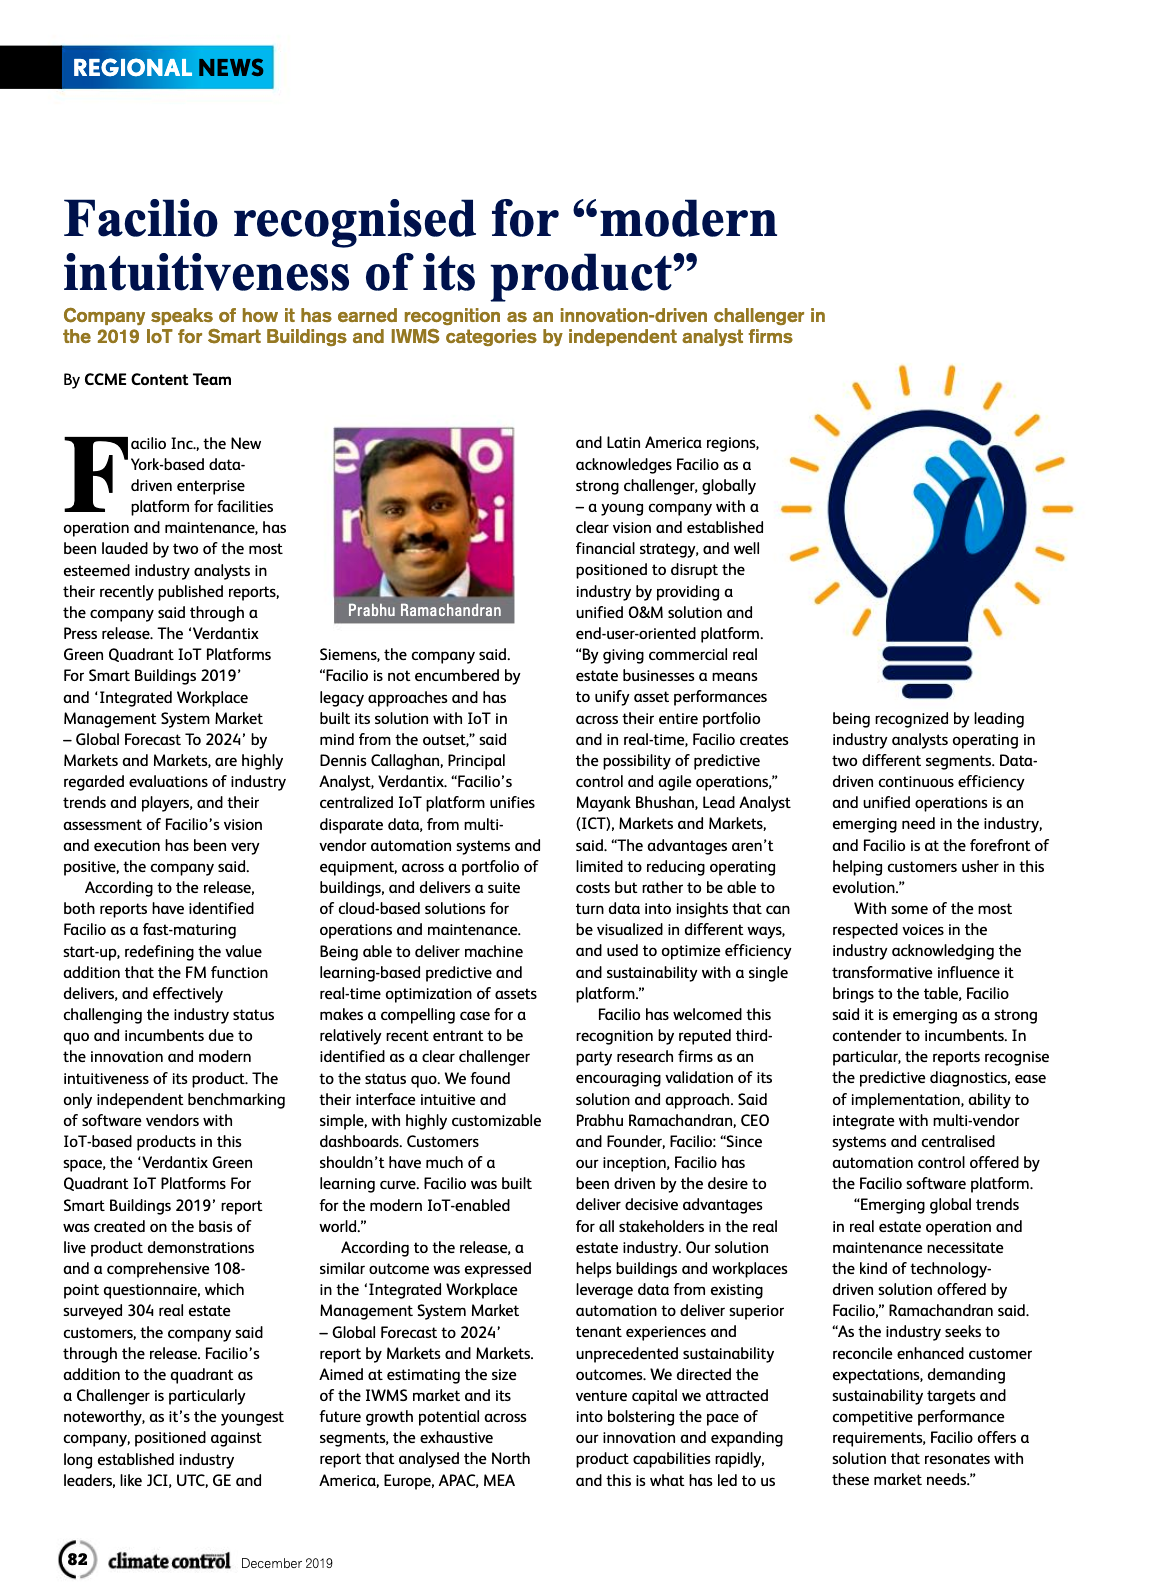 REGIONAL NEWS
Facilio recognised for “modern
intuitiveness of its product”
Company speaks of how it has earned recognition as an innovation-driven challenger in
the 2019 IoT for Smart Buildings and IWMS categories by independent analyst firms
By CCME Content Team
Facilio Inc., the New
York-based data-
driven enterprise
platform for facilities
operation and maintenance, has
been lauded by two of the most
esteemed industry analysts in
their recently published reports,
the company said through a
Press release. The ‘Verdantix
Green Quadrant IoT Platforms
For Smart Buildings 2019’
and ‘Integrated Workplace
Management System Market
– Global Forecast To 2024’ by
Markets and Markets, are highly
regarded evaluations of industry
trends and players, and their
assessment of Facilio’s vision
and execution has been very
positive, the company said.
According to the release,
both reports have identified
Facilio as a fast-maturing
start-up, redefining the value
addition that the FM function
delivers, and effectively
challenging the industry status
quo and incumbents due to
the innovation and modern
intuitiveness of its product. The
only independent benchmarking
of software vendors with
IoT-based products in this
space, the ‘Verdantix Green
Quadrant IoT Platforms For
Smart Buildings 2019’ report
was created on the basis of
live product demonstrations
and a comprehensive 108-
point questionnaire, which
surveyed 304 real estate
customers, the company said
through the release. Facilio’s
addition to the quadrant as
a Challenger is particularly
noteworthy, as it’s the youngest
company, positioned against
long established industry
leaders, like JCI, UTC, GE and
Prabhu Ramachandran
Siemens, the company said.
“Facilio is not encumbered by
legacy approaches and has
built its solution with IoT in
mind from the outset,” said
Dennis Callaghan, Principal
Analyst, Verdantix. “Facilio’s
centralized IoT platform unifies
disparate data, from multi-
vendor automation systems and
equipment, across a portfolio of
buildings, and delivers a suite
of cloud-based solutions for
operations and maintenance.
Being able to deliver machine
learning-based predictive and
real-time optimization of assets
makes a compelling case for a
relatively recent entrant to be
identified as a clear challenger
to the status quo. We found
their interface intuitive and
simple, with highly customizable
dashboards. Customers
shouldn’t have much of a
learning curve. Facilio was built
for the modern IoT-enabled
world.”
According to the release, a
similar outcome was expressed
in the ‘Integrated Workplace
Management System Market
– Global Forecast to 2024’
report by Markets and Markets.
Aimed at estimating the size
of the IWMS market and its
future growth potential across
segments, the exhaustive
report that analysed the North
America, Europe, APAC, MEA
and Latin America regions,
acknowledges Facilio as a
strong challenger, globally
– a young company with a
clear vision and established
financial strategy, and well
positioned to disrupt the
industry by providing a
unified O&M solution and
end-user-oriented platform.
“By giving commercial real
estate businesses a means
to unify asset performances
across their entire portfolio
and in real-time, Facilio creates
the possibility of predictive
control and agile operations,”
Mayank Bhushan, Lead Analyst
(ICT), Markets and Markets,
said. “The advantages aren’t
limited to reducing operating
costs but rather to be able to
turn data into insights that can
be visualized in different ways,
and used to optimize efficiency
and sustainability with a single
platform.”
Facilio has welcomed this
recognition by reputed third-
party research firms as an
encouraging validation of its
solution and approach. Said
Prabhu Ramachandran, CEO
and Founder, Facilio: “Since
our inception, Facilio has
been driven by the desire to
deliver decisive advantages
for all stakeholders in the real
estate industry. Our solution
helps buildings and workplaces
leverage data from existing
automation to deliver superior
tenant experiences and
unprecedented sustainability
outcomes. We directed the
venture capital we attracted
into bolstering the pace of
our innovation and expanding
product capabilities rapidly,
and this is what has led to us
being recognized by leading
industry analysts operating in
two different segments. Data-
driven continuous efficiency
and unified operations is an
emerging need in the industry,
and Facilio is at the forefront of
helping customers usher in this
evolution.”
With some of the most
respected voices in the
industry acknowledging the
transformative influence it
brings to the table, Facilio
said it is emerging as a strong
contender to incumbents. In
particular, the reports recognise
the predictive diagnostics, ease
of implementation, ability to
integrate with multi-vendor
systems and centralised
automation control offered by
the Facilio software platform.
“Emerging global trends
in real estate operation and
maintenance necessitate
the kind of technology-
driven solution offered by
Facilio,” Ramachandran said.
“As the industry seeks to
reconcile enhanced customer
expectations, demanding
sustainability targets and
competitive performance
requirements, Facilio offers a
solution that resonates with
these market needs.”
82 climate control December 2019